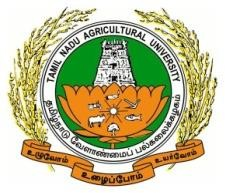 TAMIL NADU AGRICULTURAL UNIVERSITY
தமிழ்நாடு வேளாண்மைப் பல்கலைக்கழகம்
உழுவோம்
உழைப்போம்
உயர்வோம்